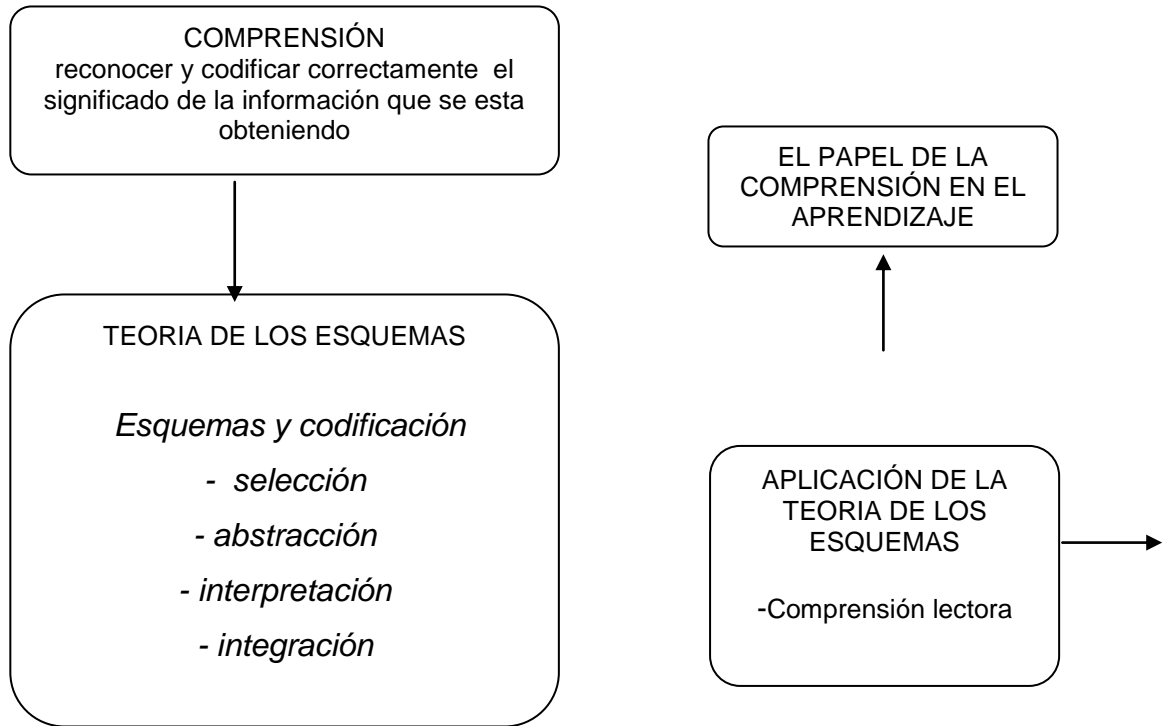 COMPRENSIÓN
reconocer y codificar correctamente el
significado de la información que se esta
obteniendo
TEORIA DE LOS ESQUEMAS
Esquemas y codificación
- selección
- abstracción
- interpretación
- integración
EL PAPEL DE LA
COMPRENSIÓN EN EL
APRENDIZAJE
APLICACIÓN DE LA
TEORIA DE LOS
ESQUEMAS
-Comprensión lectora